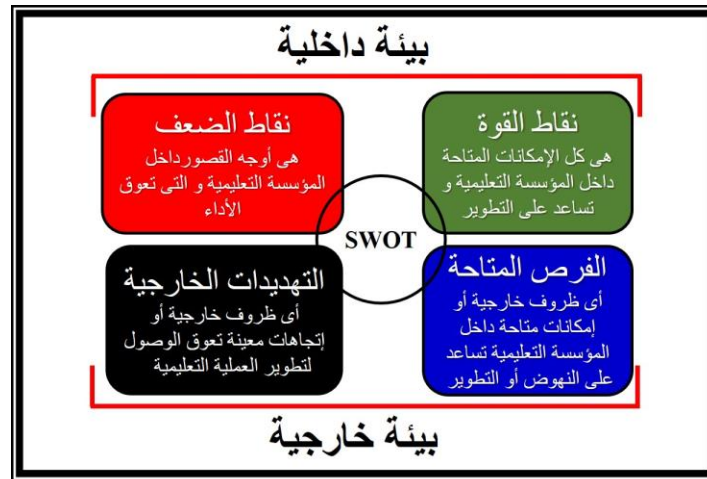 بيئة داخلية
نقاط القوة
هى كل الإمكانات المتاحة
داخل المؤسسة التعليمية و
تساعد على التطوير
نقاط الضعف
هى أوجه القصورداخل
المؤسسة التعليمية و التى تعوق
الأداء
SWOT
الفرص المتاحة
أى ظروف خارجية أو
إمكانات متاحة داخل
المؤسسة التعليمية تساعد
على النهوض أو التطوير
التهديدات الخارجية
أى ظروف خارجية أو
إتجاهات معينة تعوق الوصول
لتطوير العملية التعليمية
بيئة خارجية